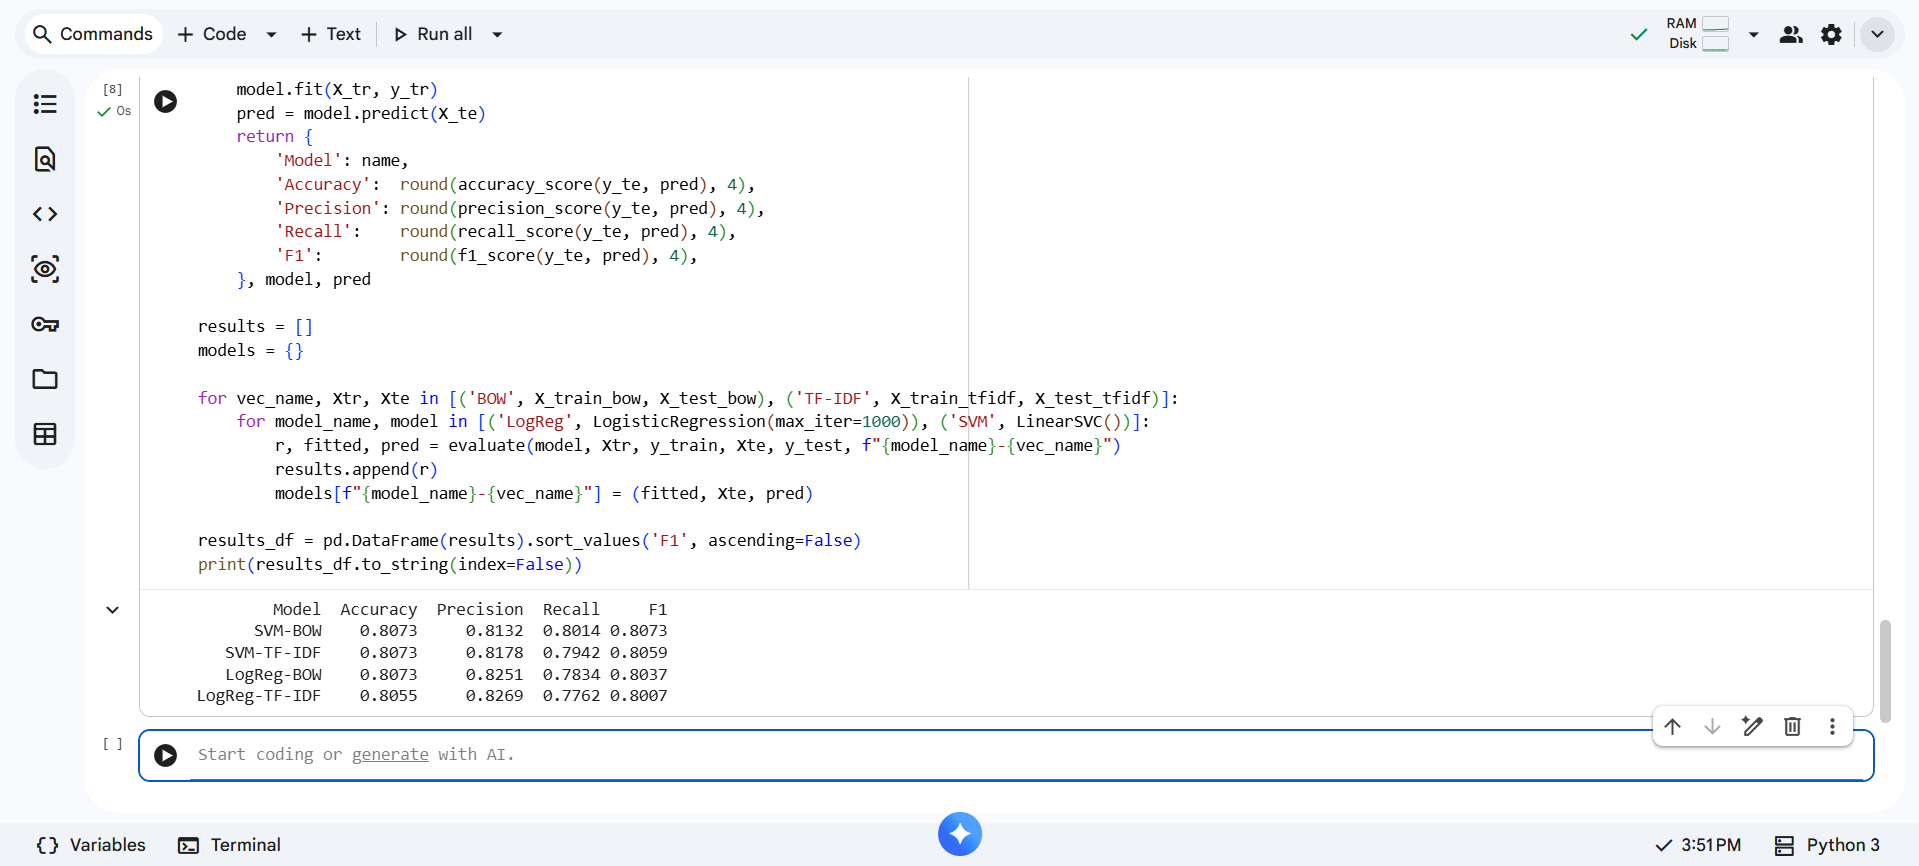 Commands
Code
Text
Run all
RAM
Disk
[8]
0s
model.fit(X_tr, y_tr)
pred = model.predict(X_te)
return {
'Model': name,
'Accuracy':  round(accuracy_score(y_te, pred), 4),
'Precision': round(precision_score(y_te, pred), 4),
'Recall':    round(recall_score(y_te, pred), 4),
'F1':        round(f1_score(y_te, pred), 4),
}, model, pred
results = []
models = {}
for vec_name, Xtr, Xte in [('BOW', X_train_bow, X_test_bow), ('TF-IDF', X_train_tfidf, X_test_tfidf)]:
for model_name, model in [('LogReg', LogisticRegression(max_iter=1000)), ('SVM', LinearSVC())]:
r, fitted, pred = evaluate(model, Xtr, y_train, Xte, y_test, f"{model_name}-{vec_name}")
results.append(r)
models[f"{model_name}-{vec_name}"] = (fitted, Xte, pred)
results_df = pd.DataFrame(results).sort_values('F1', ascending=False)
print(results_df.to_string(index=False))
Model  Accuracy  Precision  Recall     F1
SVM-BOW    0.8073     0.8132  0.8014 0.8073
SVM-TF-IDF    0.8073     0.8178  0.7942 0.8059
LogReg-BOW    0.8073     0.8251  0.7834 0.8037
LogReg-TF-IDF    0.8055     0.8269  0.7762 0.8007
[ ]
Start coding or generate with AI.
Variables
Terminal
3:51 PM
Python 3